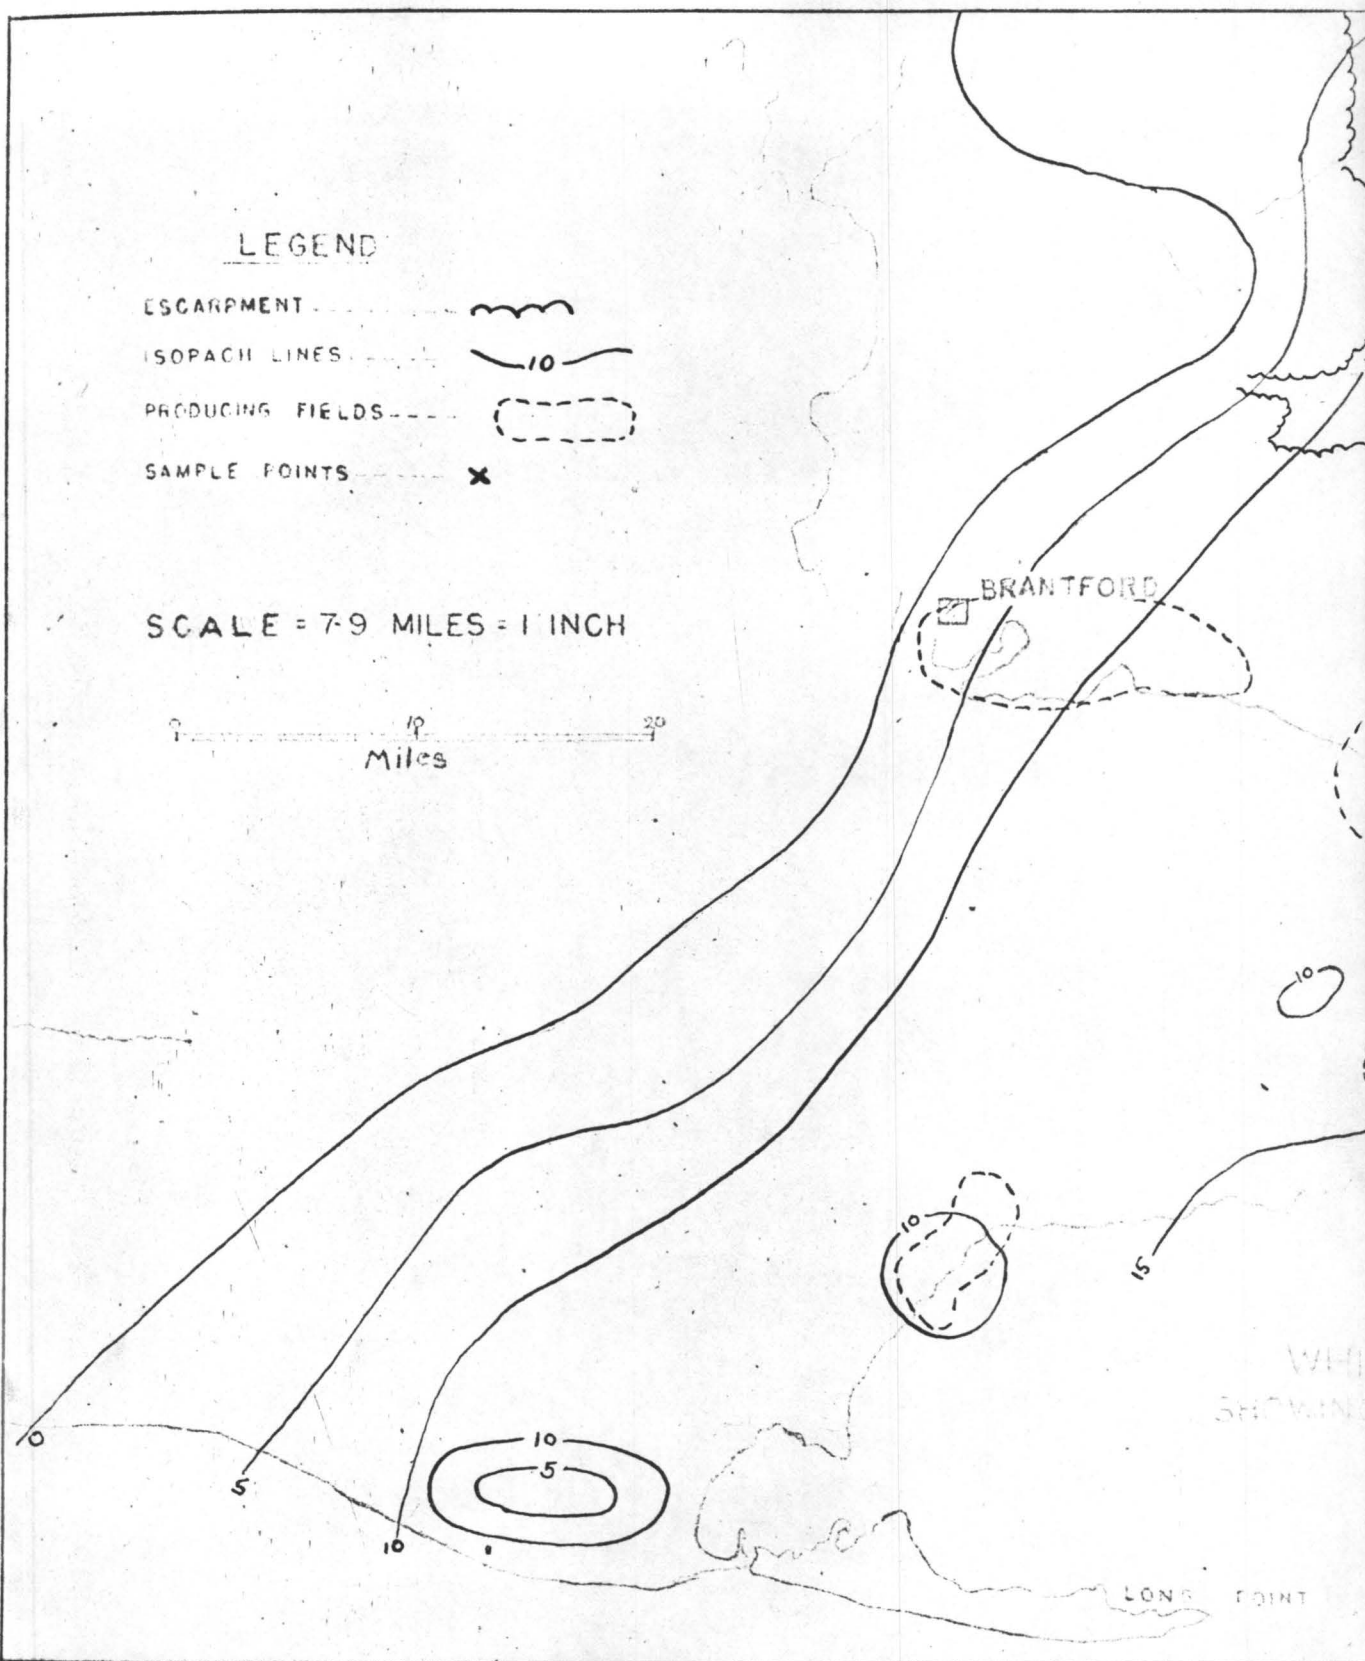 LEGEND
ESCARPMENT
ISOPACH LINES 10
PRODUCING FIELDS
SAMPLE POINTS
SCALE = 7.9 MILES = 1 INCH
0 10 20
Miles
BRANTFORD
10
10
15
0
5
10
10
5
LONG POINT